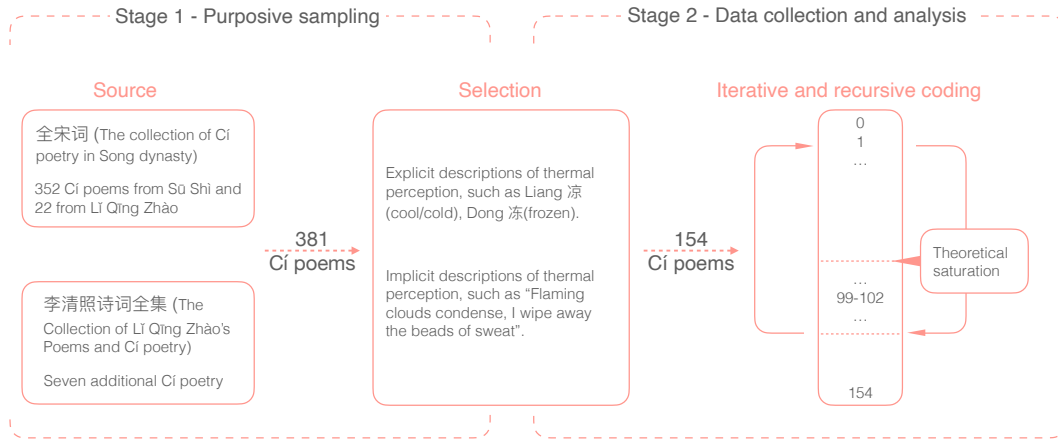 Stage 1 - Purposive sampling
Stage 2 - Data collection and analysis
Source
全宋词 (The collection of Cí
poetry in Song dynasty)
352 Cí poems from Sū Shì and
22 from Lǐ Qīng Zhào
李清照诗词全集 (The
Collection of Lǐ Qīng Zhào's
Poems and Cí poetry)
Seven additional Cí poetry
381
Cí poems
Selection
Explicit descriptions of thermal
perception, such as Liang 凉
(cool/cold), Dong 冻(frozen).
Implicit descriptions of thermal
perception, such as “Flaming
clouds condense, I wipe away
the beads of sweat”.
154
Cí poems
Iterative and recursive coding
0
1
...
Theoretical
saturation
...
99-102
...
154